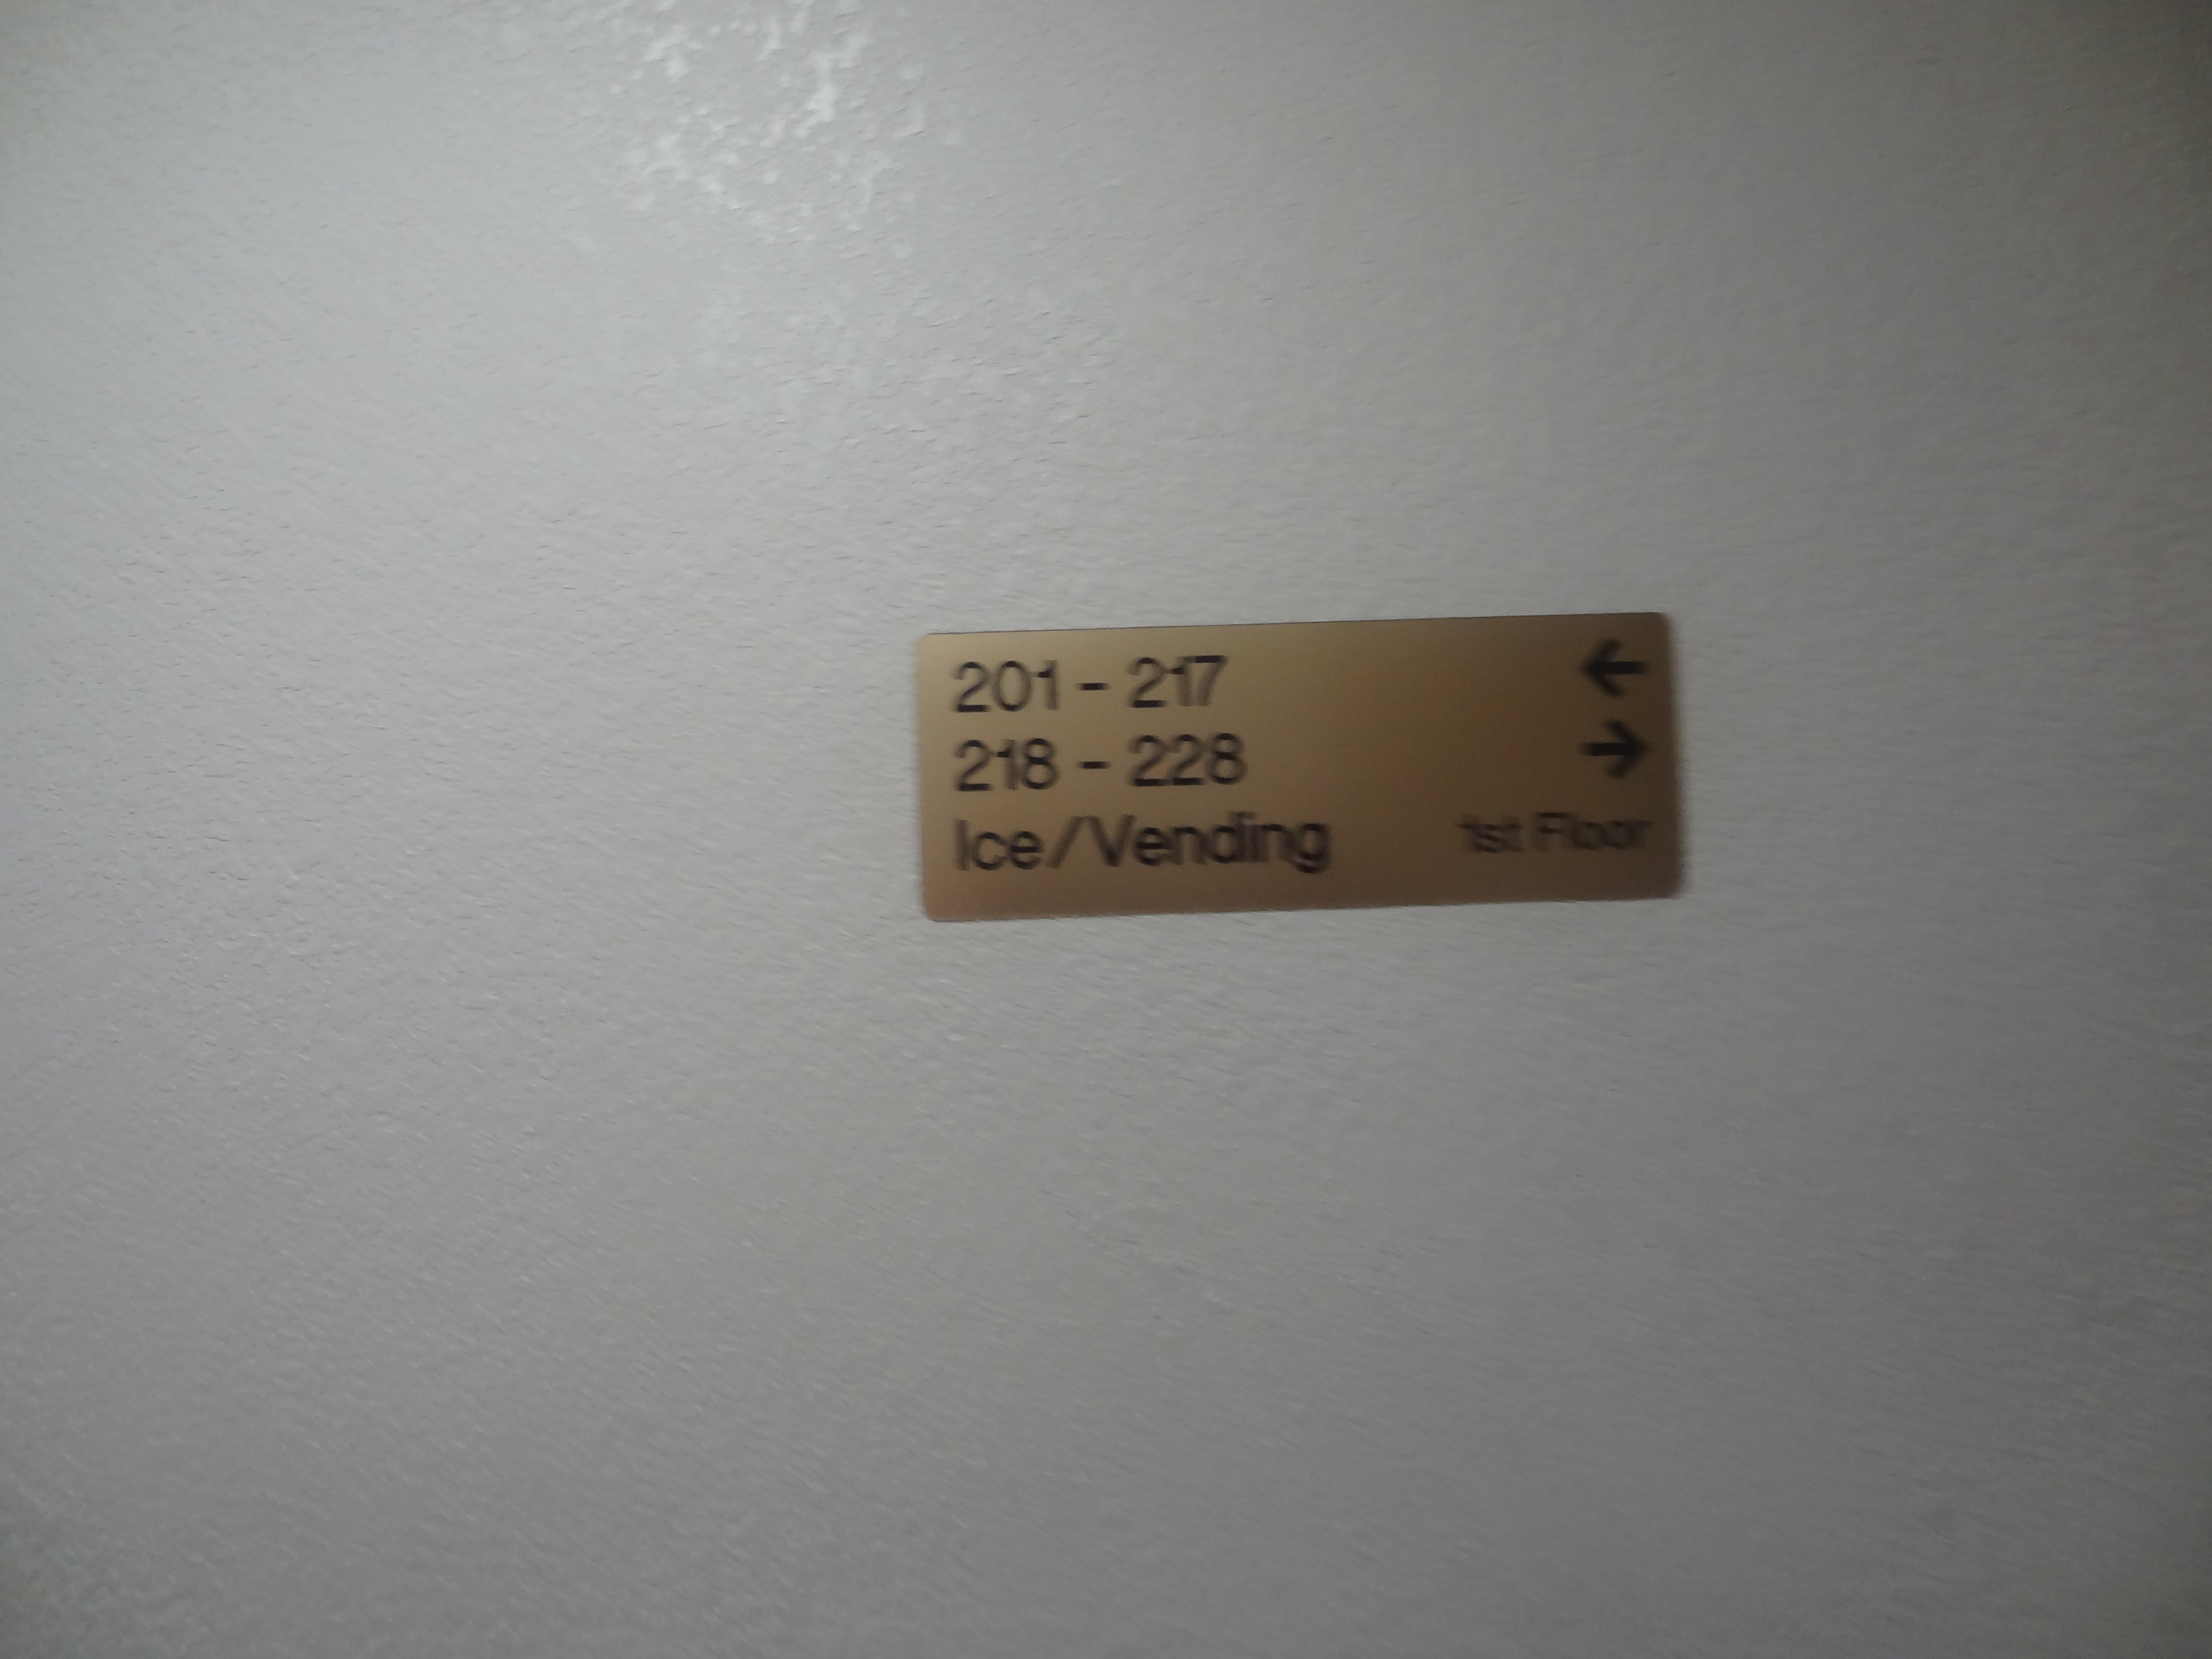 201 - 217 ←
218 - 228 →
Ice/Vending 1st Floor